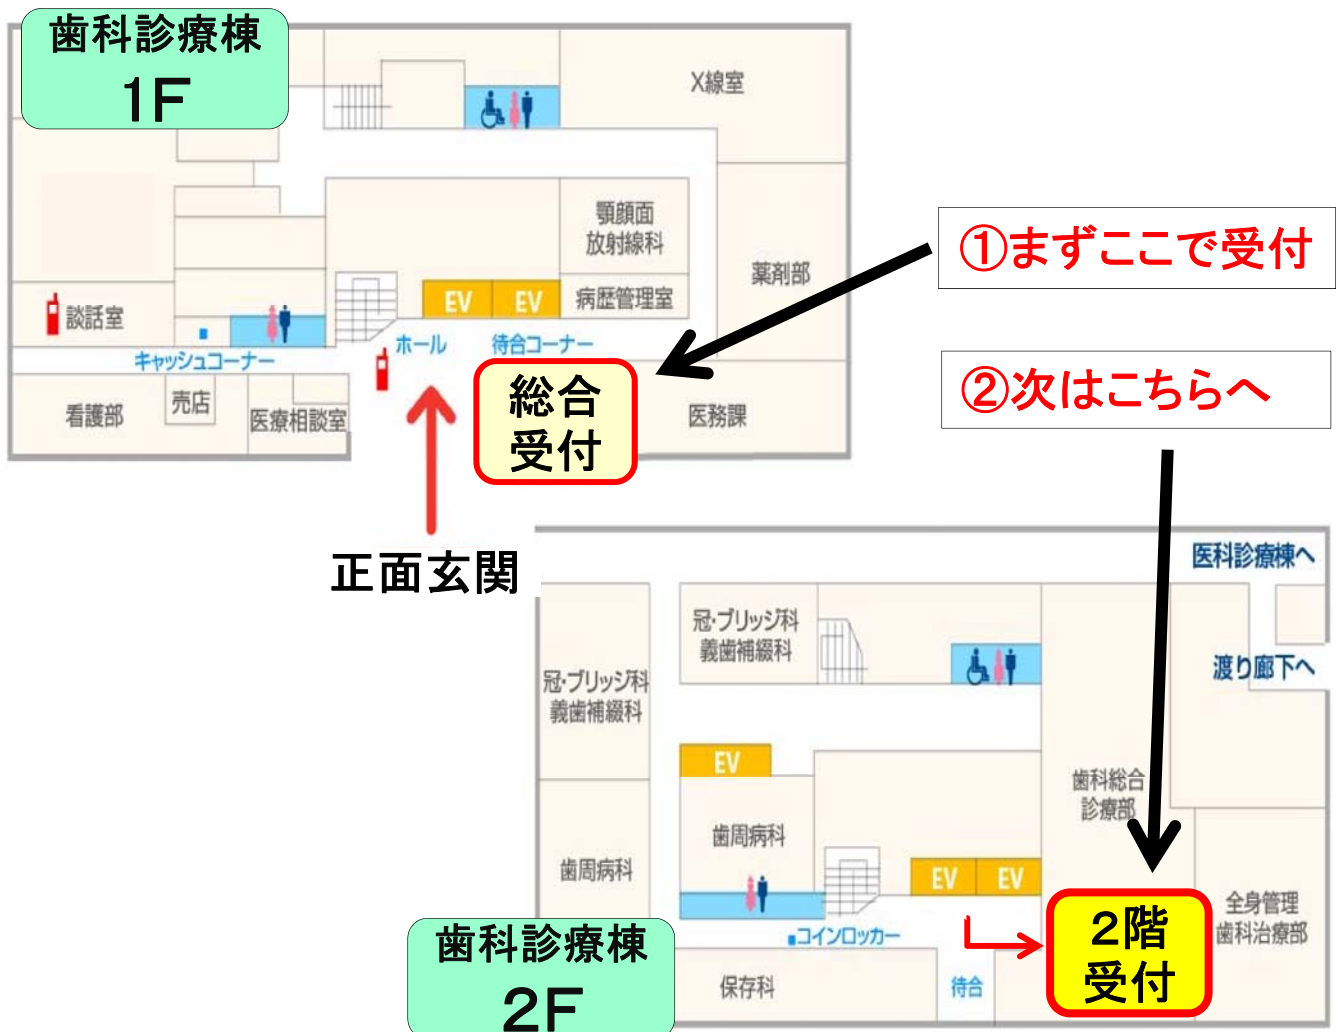 歯科診療棟
1F
X線室
顎顔面
放射線科
薬剤部
EV
EV
病歴管理室
談話室
ホール
待合コーナー
キャッシュコーナー
総合
受付
看護部
売店
医療相談室
医務課
正面玄関
①まずここで受付
②次はこちらへ
医科診療棟へ
冠・ブリッジ科
義歯補綴科
渡り廊下へ
冠・ブリッジ科
義歯補綴科
EV
歯科総合
診療部
歯周病科
歯周病科
EV
EV
全身管理
歯科治療部
2階
受付
コインロッカー
保存科
待合
歯科診療棟
2F